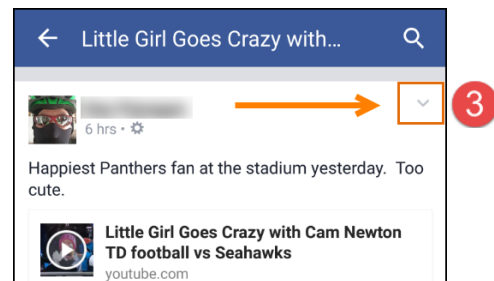 Little Girl Goes Crazy with...
3
6 hrs •
Happiest Panthers fan at the stadium yesterday. Too
cute.
Little Girl Goes Crazy with Cam Newton
TD football vs Seahawks
youtube.com